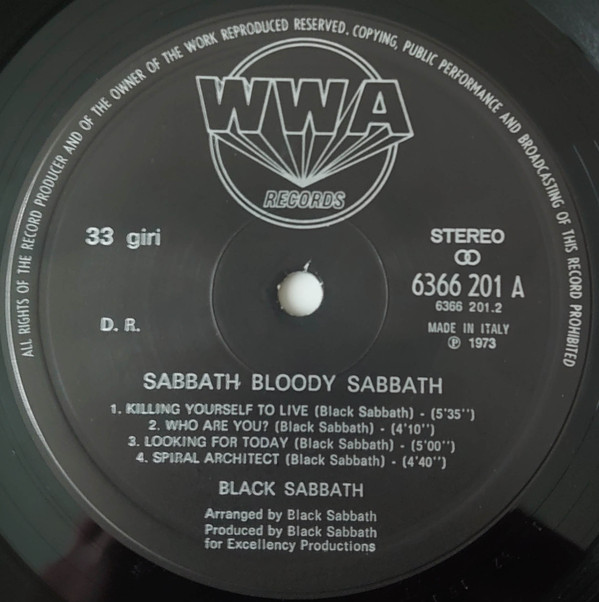 ALL RIGHTS OF THE RECORD PRODUCER AND OF THE OWNER OF THE WORK REPRODUCED RESERVED. COPYING, PUBLIC PERFORMANCE AND BROADCASTING OF THIS RECORD PROHIBITED
WWA
RECORDS
33 giri
STEREO
6366 201 A
6366 201.2
D. R.
MADE IN ITALY
℗ 1973
SABBATH BLOODY SABBATH
1. KILLING YOURSELF TO LIVE (Black Sabbath) - (5'35'')
2. WHO ARE YOU? (Black Sabbath) - (4'10'')
3. LOOKING FOR TODAY (Black Sabbath) - (5'00'')
4. SPIRAL ARCHITECT (Black Sabbath) - (4'40'')
BLACK SABBATH
Arranged by Black Sabbath
Produced by Black Sabbath
for Excellency Productions